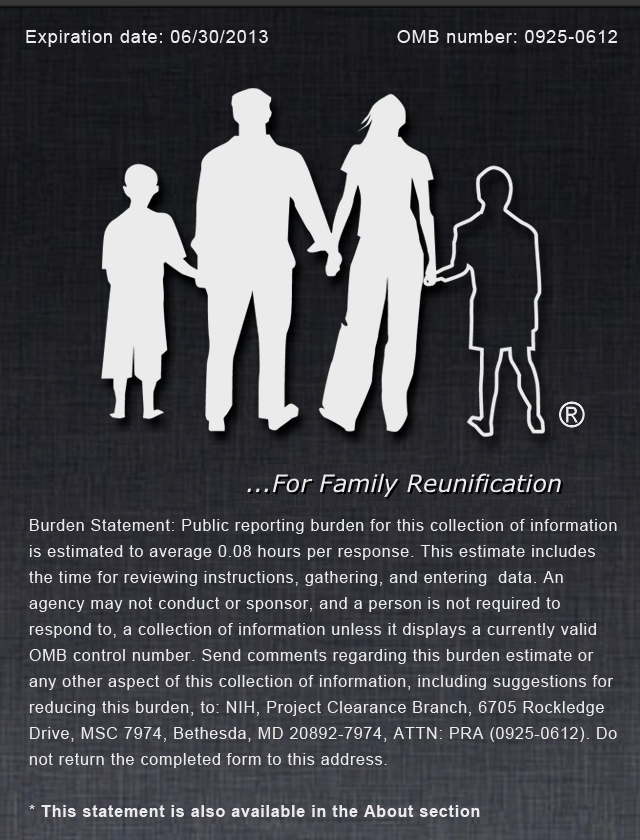 Expiration date: 06/30/2013 OMB number: 0925-0612
®
...For Family Reunification
Burden Statement: Public reporting burden for this collection of information
is estimated to average 0.08 hours per response. This estimate includes
the time for reviewing instructions, gathering, and entering  data. An
agency may not conduct or sponsor, and a person is not required to
respond to, a collection of information unless it displays a currently valid
OMB control number. Send comments regarding this burden estimate or
any other aspect of this collection of information, including suggestions for
reducing this burden, to: NIH, Project Clearance Branch, 6705 Rockledge
Drive, MSC 7974, Bethesda, MD 20892-7974, ATTN: PRA (0925-0612). Do
not return the completed form to this address.
* This statement is also available in the About section